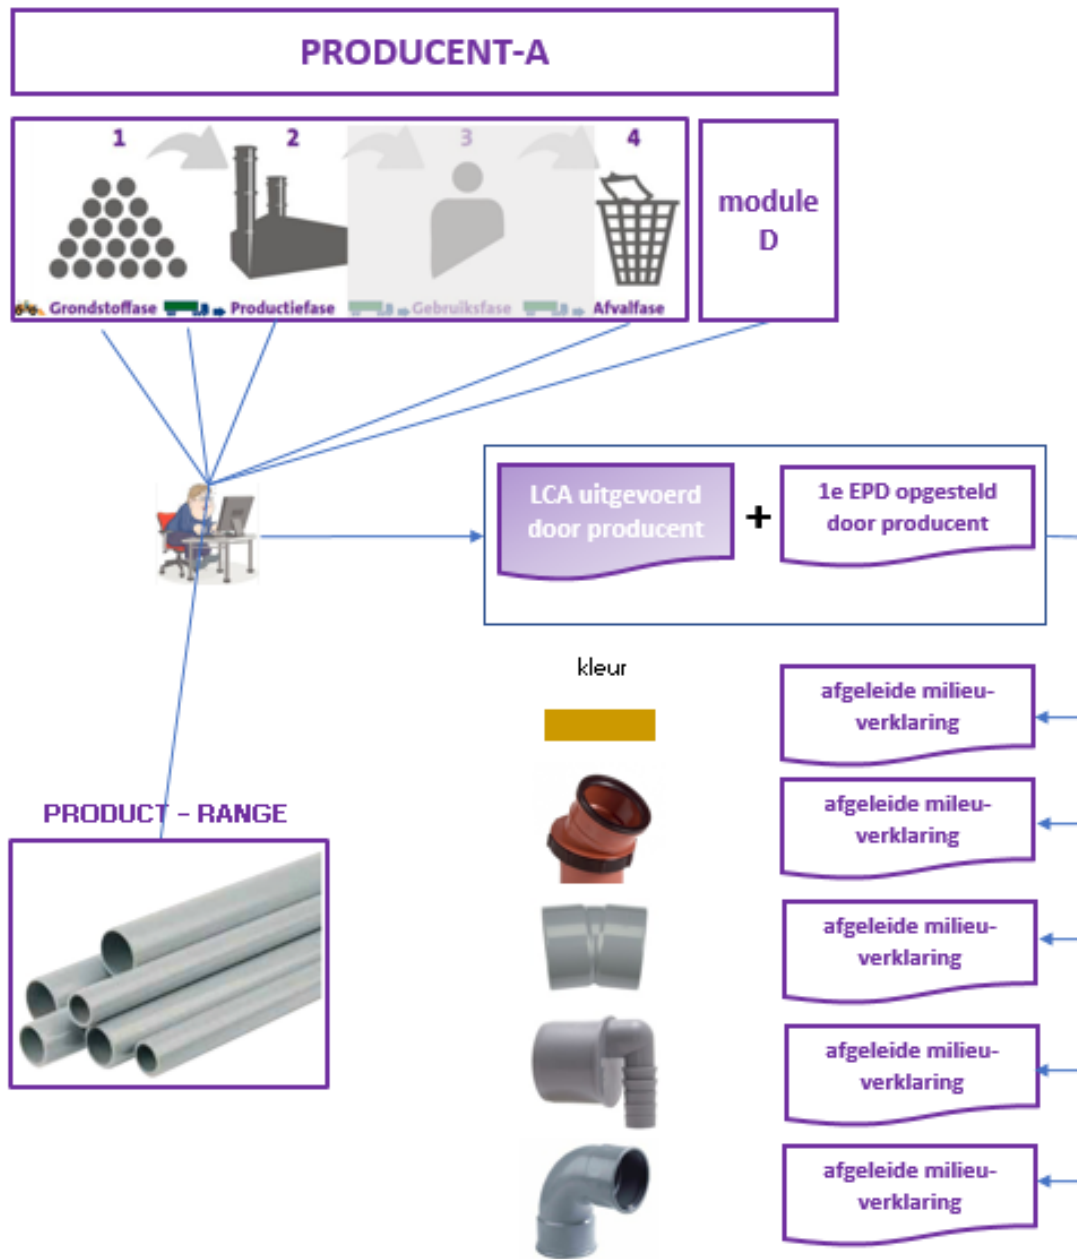 PRODUCENT-A
1
2
3
4
module
D
Grondstoffase
Productiefase
Gebruiksfase
Afvalfase
LCA uitgevoerd
door producent
+
1e EPD opgesteld
door producent
kleur
afgeleide milieu-
verklaring
PRODUCT - RANGE
afgeleide mileu-
verklaring
afgeleide milieu-
verklaring
afgeleide milieu-
verklaring
afgeleide milieu-
verklaring